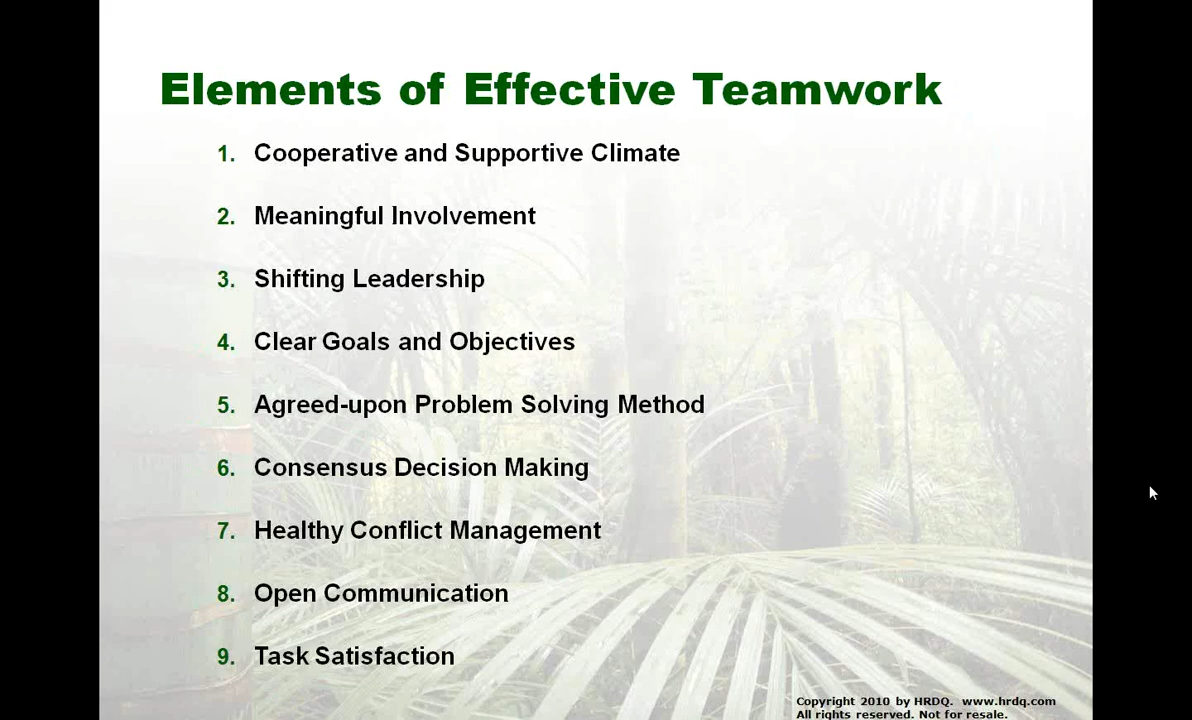 Elements of Effective Teamwork
1. Cooperative and Supportive Climate
2. Meaningful Involvement
3. Shifting Leadership
4. Clear Goals and Objectives
5. Agreed-upon Problem Solving Method
6. Consensus Decision Making
7. Healthy Conflict Management
8. Open Communication
9. Task Satisfaction
Copyright 2010 by HRDQ. www.hrdq.com
All rights reserved. Not for resale.